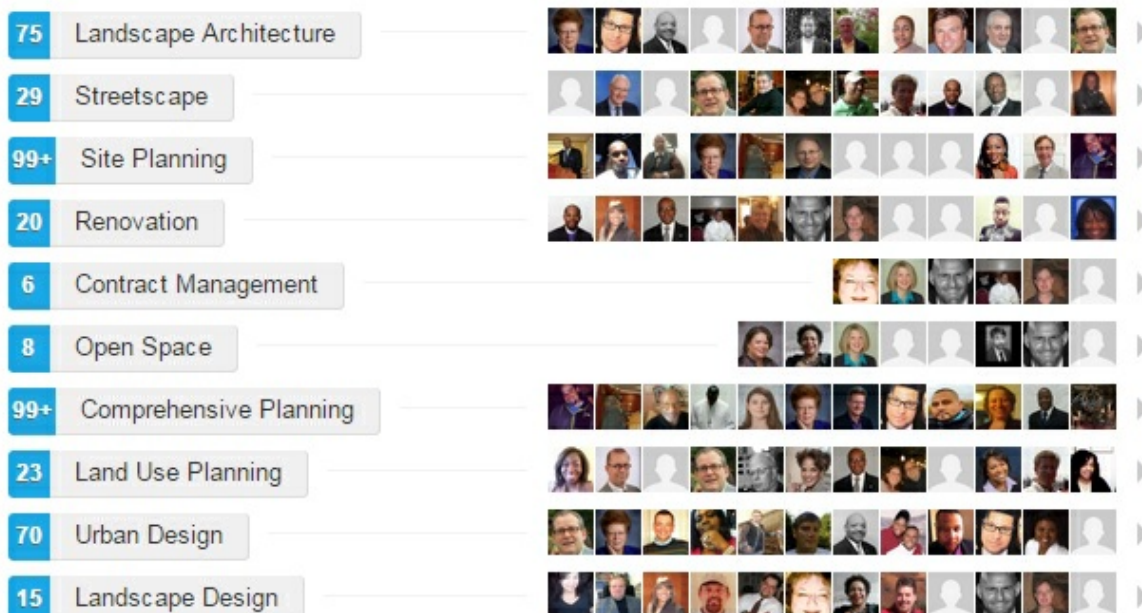 75 Landscape Architecture
29 Streetscape
99+ Site Planning
20 Renovation
6 Contract Management
8 Open Space
99+ Comprehensive Planning
23 Land Use Planning
70 Urban Design
15 Landscape Design